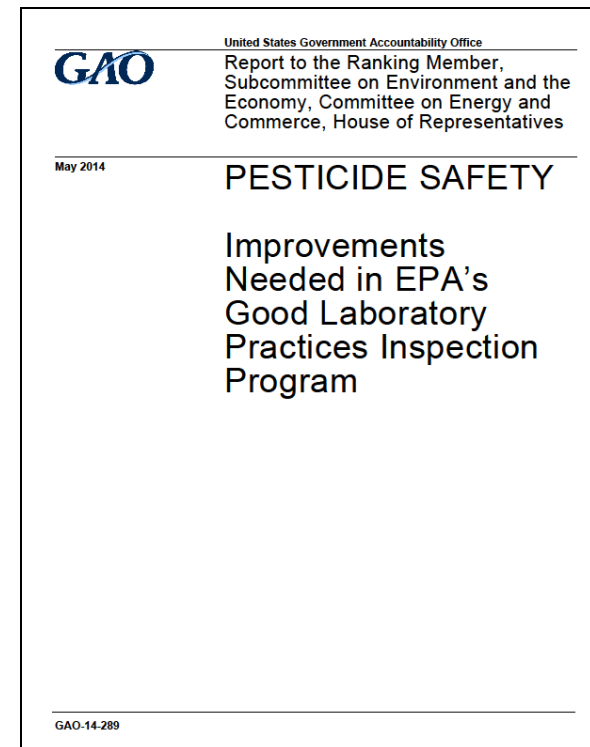 United States Government Accountability Office
GAO
Report to the Ranking Member,
Subcommittee on Environment and the
Economy, Committee on Energy and
Commerce, House of Representatives
May 2014
PESTICIDE SAFETY
Improvements
Needed in EPA's
Good Laboratory
Practices Inspection
Program
GAO-14-289